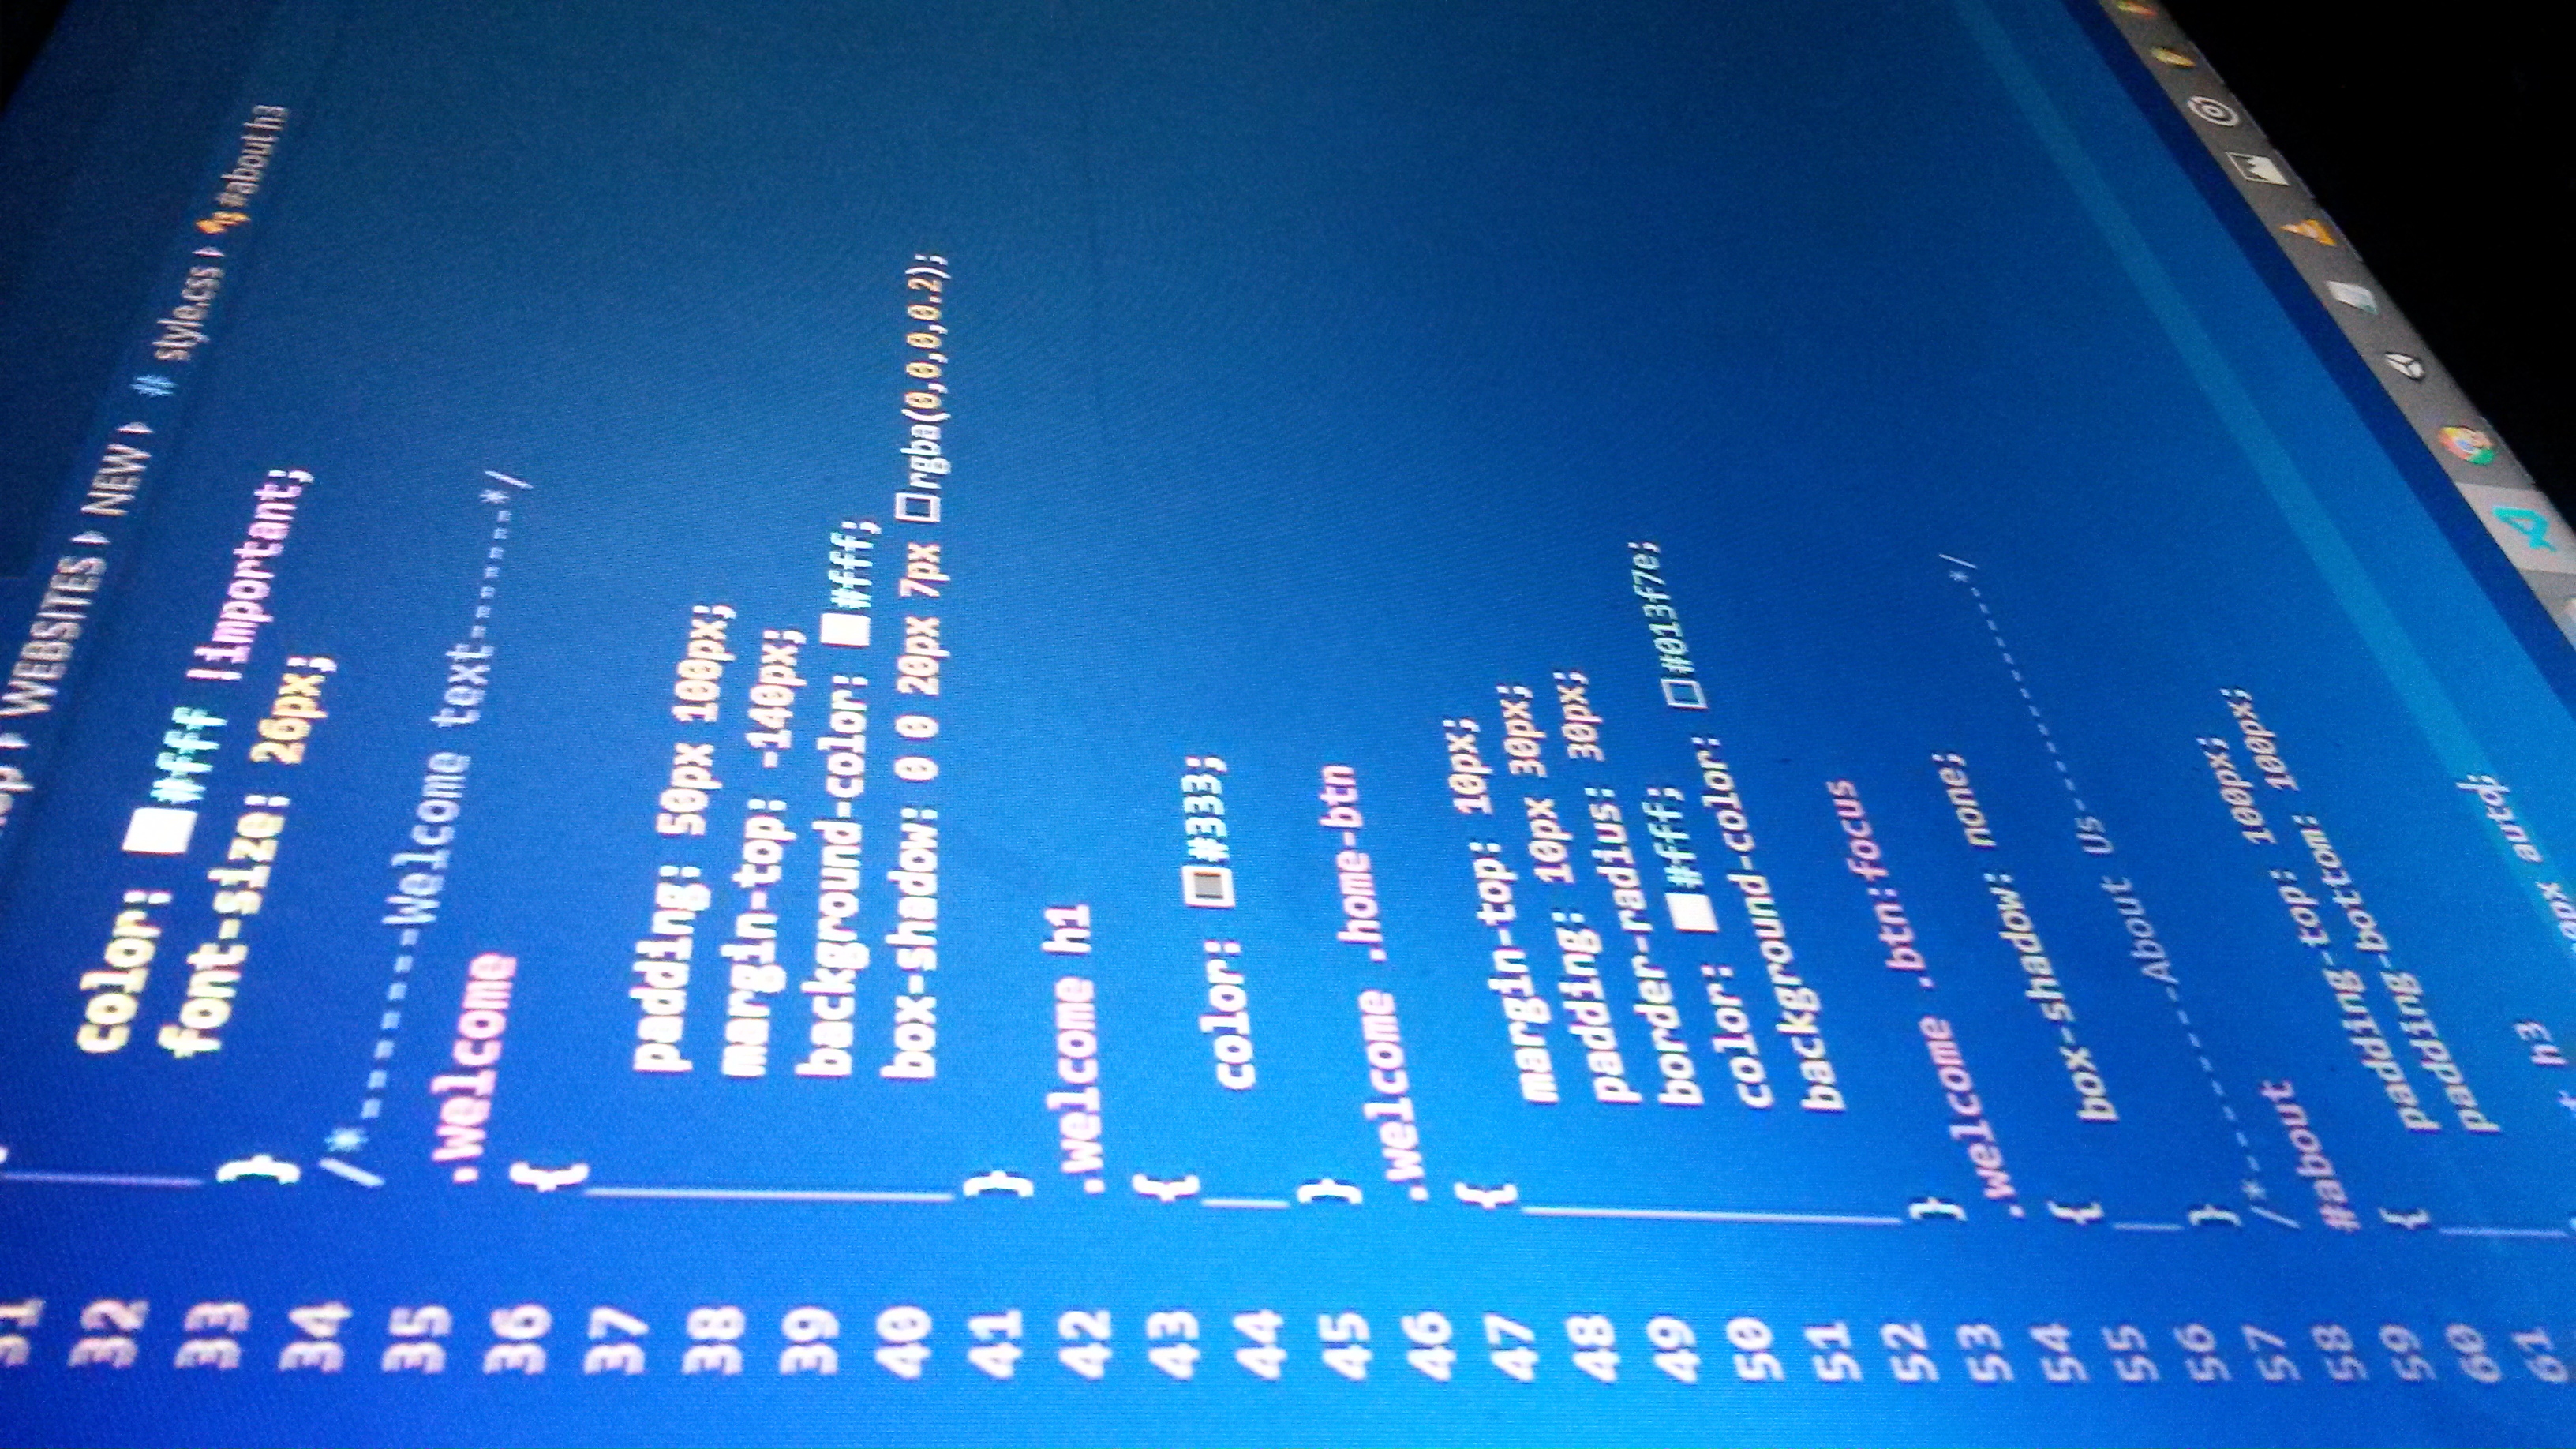 WEBSITES NEW # style.css #about h3
31
32 color: #fff !important;
33 font-size: 26px;
34 }
35 /*-------Welcome text-------*/
36 .welcome
37 {
38 padding: 50px 100px;
39 margin-top: -140px;
40 background-color: #fff;
41 box-shadow: 0 0 20px 7px rgba(0,0,0,0.2);
42 }
43 .welcome h1
44 {
45 color: #333;
46 }
47 .welcome .home-btn
48 {
49 margin-top: 10px;
50 padding: 10px 30px;
51 border-radius: 30px;
52 color: #fff;
53 background-color: #013f7e;
54 }
55 .welcome .btn:focus
56 {
57 box-shadow: none;
58 }
59 /*--------About Us-------------*/
60 #about
61 {
padding-top: 100px;
padding-bottom: 100px;
h3
auto;